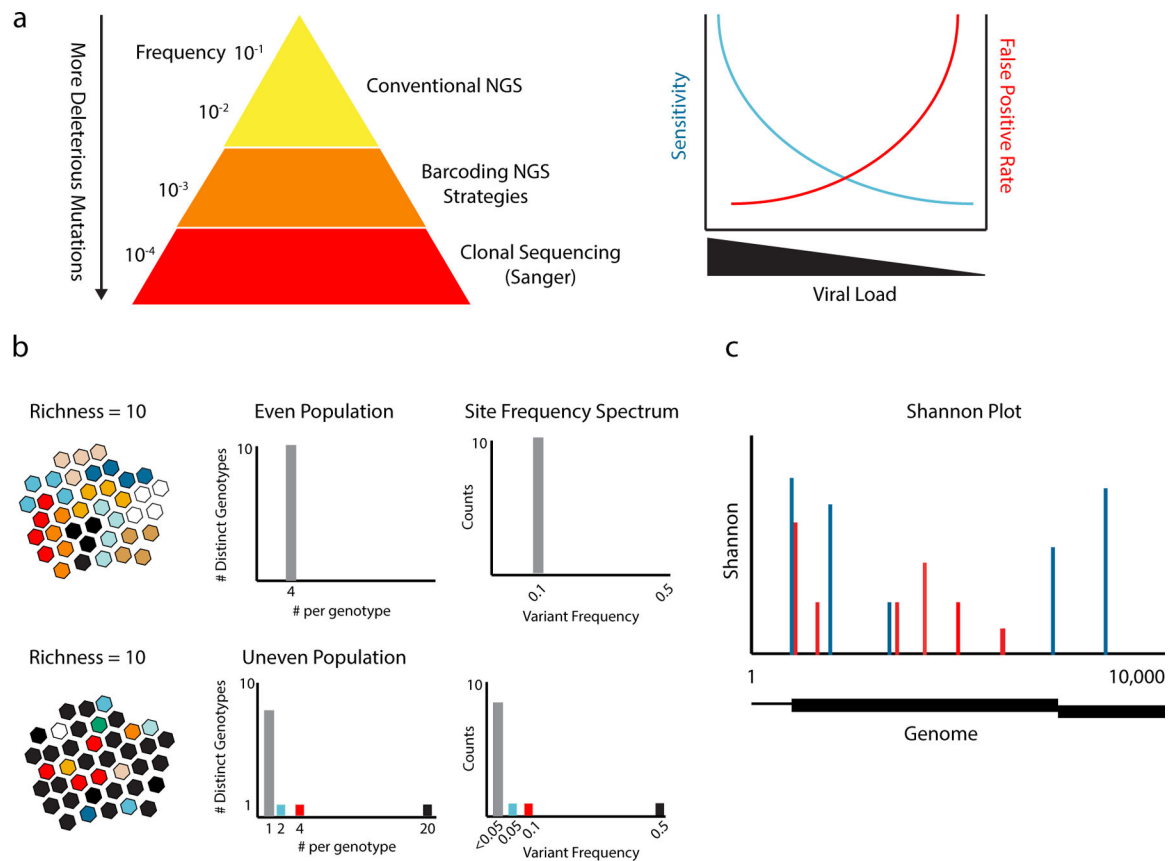 a
More Deleterious Mutations
Frequency
10⁻¹
10⁻²
10⁻³
10⁻⁴
Conventional NGS
Barcoding NGS
Strategies
Clonal Sequencing
(Sanger)
Sensitivity
False Positive Rate
Viral Load
b
Richness = 10
Even Population
10
# Distinct Genotypes
4
# per genotype
Site Frequency Spectrum
10
Counts
0.1
0.5
Variant Frequency
Richness = 10
Uneven Population
10
# Distinct Genotypes
1
1 2 4 20
# per genotype
10
Counts
<0.05 0.05 0.1 0.5
Variant Frequency
c
Shannon Plot
Shannon
1 10,000
Genome